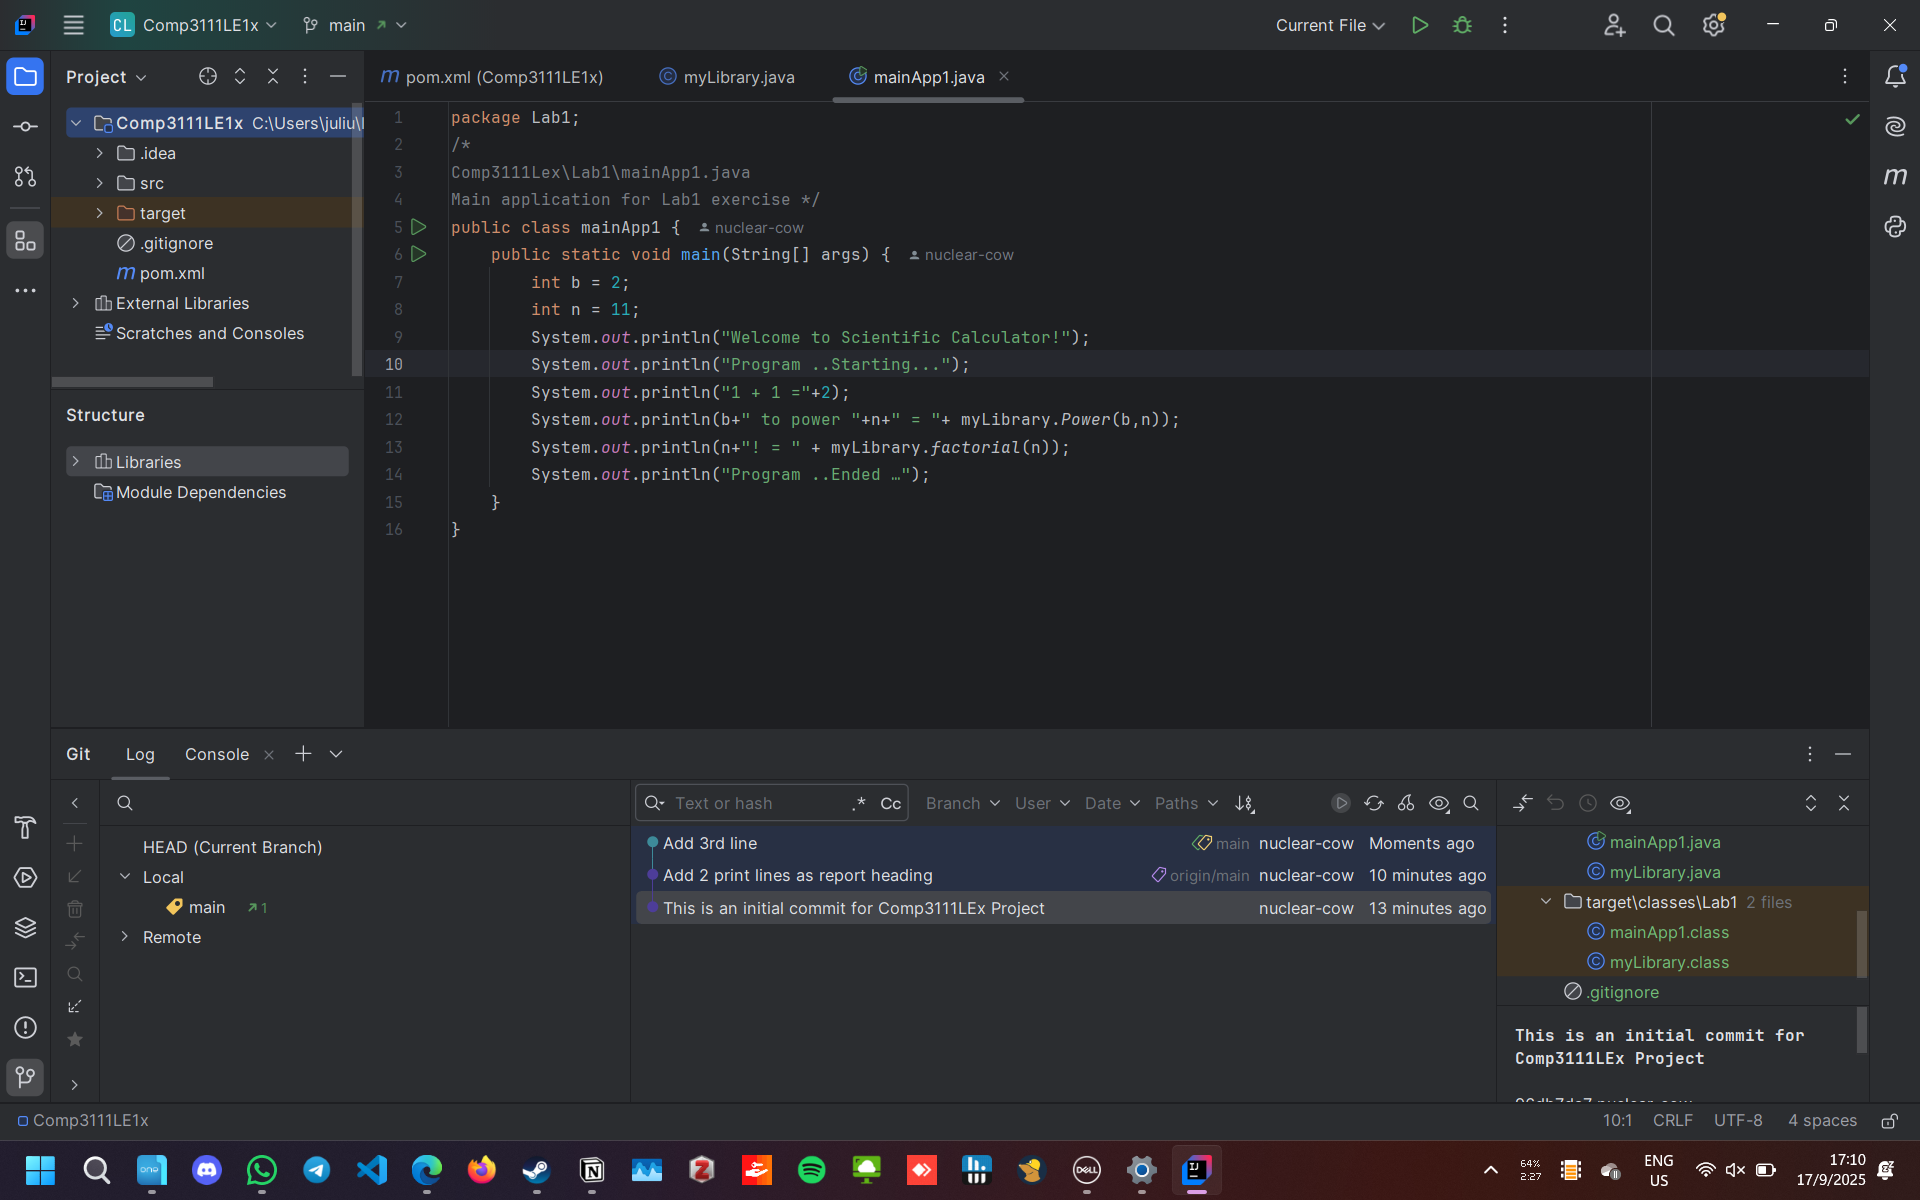 CL Comp3111LE1x main Current File
Project
pom.xml (Comp3111LE1x) myLibrary.java mainApp1.java
Comp3111LE1x C:\Users\juliu\
.idea
src
target
.gitignore
pom.xml
External Libraries
Scratches and Consoles
Structure
Libraries
Module Dependencies
1 package Lab1;
2 /*
3 Comp3111Lex\Lab1\mainApp1.java
4 Main application for Lab1 exercise */
5 public class mainApp1 { nuclear-cow
6 public static void main(String[] args) { nuclear-cow
7 int b = 2;
8 int n = 11;
9 System.out.println("Welcome to Scientific Calculator!");
10 System.out.println("Program ..Starting...");
11 System.out.println("1 + 1 ="+2);
12 System.out.println(b+" to power "+n+" = "+ myLibrary.Power(b,n));
13 System.out.println(n+"! = " + myLibrary.factorial(n));
14 System.out.println("Program ..Ended …");
15 }
16 }
Git Log Console
Text or hash .* Cc Branch User Date Paths
HEAD (Current Branch)
Local
main 1
Remote
Add 3rd line main nuclear-cow Moments ago
Add 2 print lines as report heading origin/main nuclear-cow 10 minutes ago
This is an initial commit for Comp3111LEx Project nuclear-cow 13 minutes ago
mainApp1.java
myLibrary.java
target\classes\Lab1 2 files
mainApp1.class
myLibrary.class
.gitignore
This is an initial commit for
Comp3111LEx Project
Comp3111LE1x 10:1 CRLF UTF-8 4 spaces
64%
2:27
ENG
US
17:10
17/9/2025